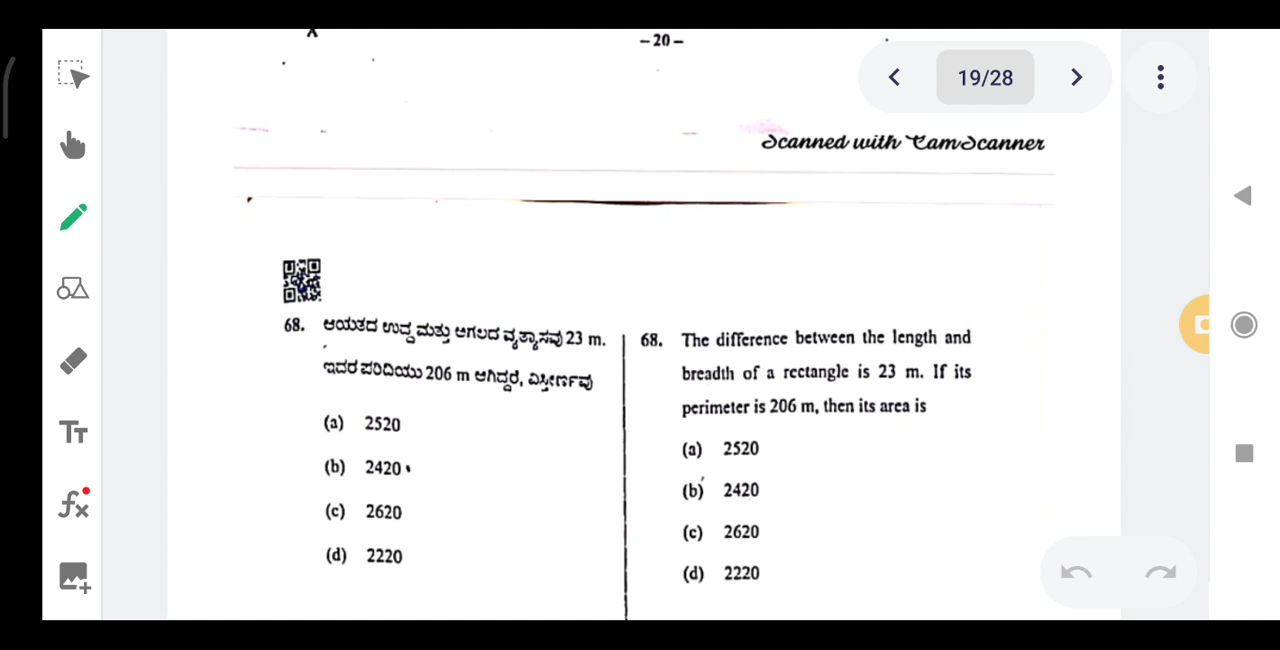 x
– 20 –
19/28
Scanned with CamScanner
68. ಆಯತದ ಉದ್ದ ಮತ್ತು ಅಗಲದ ವ್ಯತ್ಯಾಸವು 23 m.
ಇದರ ಪರಿದಿಯು 206 m ಆಗಿದ್ದರೆ, ವಿಸ್ತೀರ್ಣವು
(a) 2520
(b) 2420
(c) 2620
(d) 2220
68. The difference between the length and
breadth of a rectangle is 23 m. If its
perimeter is 206 m, then its area is
(a) 2520
(b) 2420
(c) 2620
(d) 2220
TT
fx